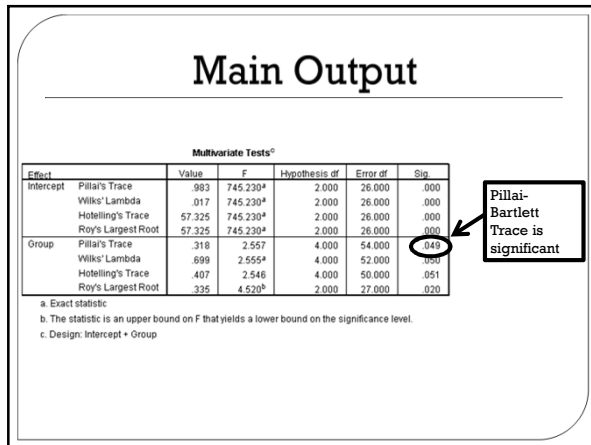 Main Output
Multivariate Tests^c
Effect Value F Hypothesis df Error df Sig.
Intercept Pillai's Trace .983 745.230^a 2.000 26.000 .000
Wilks' Lambda .017 745.230^a 2.000 26.000 .000
Hotelling's Trace 57.325 745.230^a 2.000 26.000 .000
Roy's Largest Root 57.325 745.230^a 2.000 26.000 .000
Group Pillai's Trace .318 2.557 4.000 54.000 .049
Wilks' Lambda .699 2.555^a 4.000 52.000 .050
Hotelling's Trace .407 2.546 4.000 50.000 .051
Roy's Largest Root .335 4.520^b 2.000 27.000 .020
a. Exact statistic
b. The statistic is an upper bound on F that yields a lower bound on the significance level.
c. Design: Intercept + Group
Pillai-
Bartlett
Trace is
significant